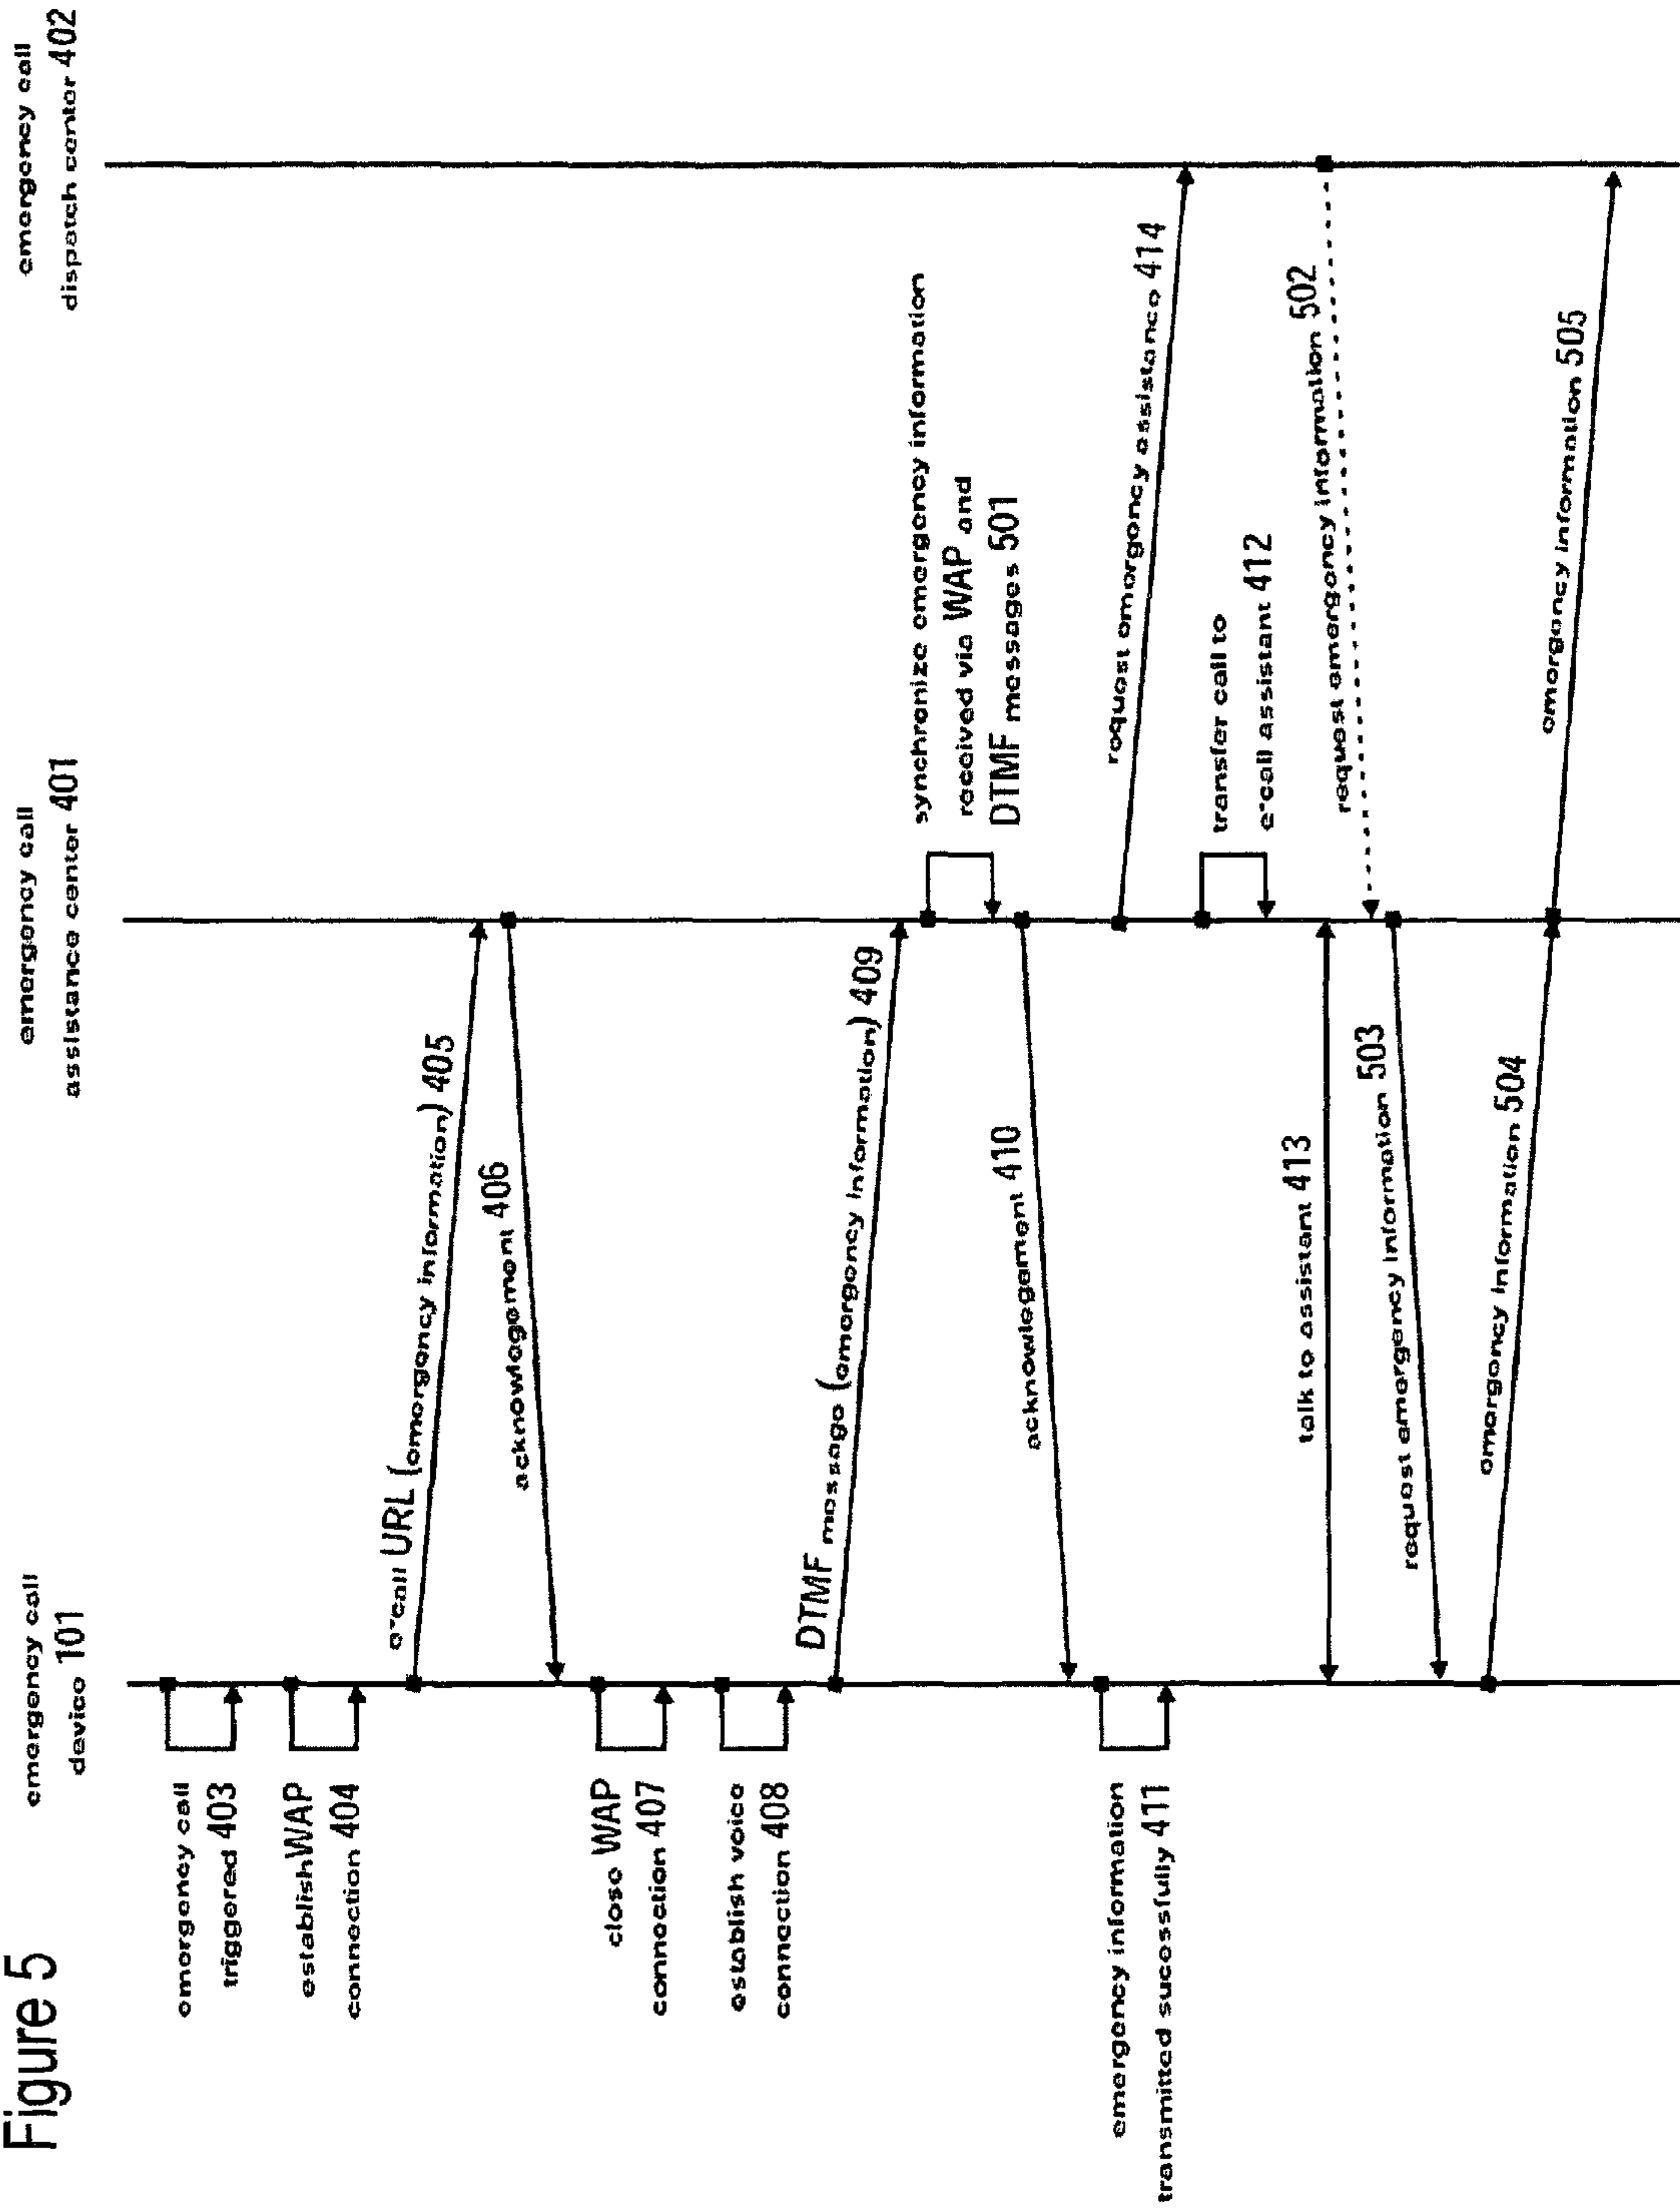 Figure 5
emergency call
device 101
emergency call
assistance center 401
emergency call
dispatch center 402
emergency call
triggered 403
establish WAP
connection 404
e-call URL (emergency information) 405
acknowlegement 406
close WAP
connection 407
establish voice
connection 408
DTMF message (emergency information) 409
synchronize emergency information
received via WAP and
DTMF messages 501
acknowlegement 410
emergency information
transmitted sucessfully 411
request emergency assistance 414
transfer call to
e-call assistant 412
talk to assistant 413
request emergency information 502
request emergency information 503
emergency information 504
emergency information 505